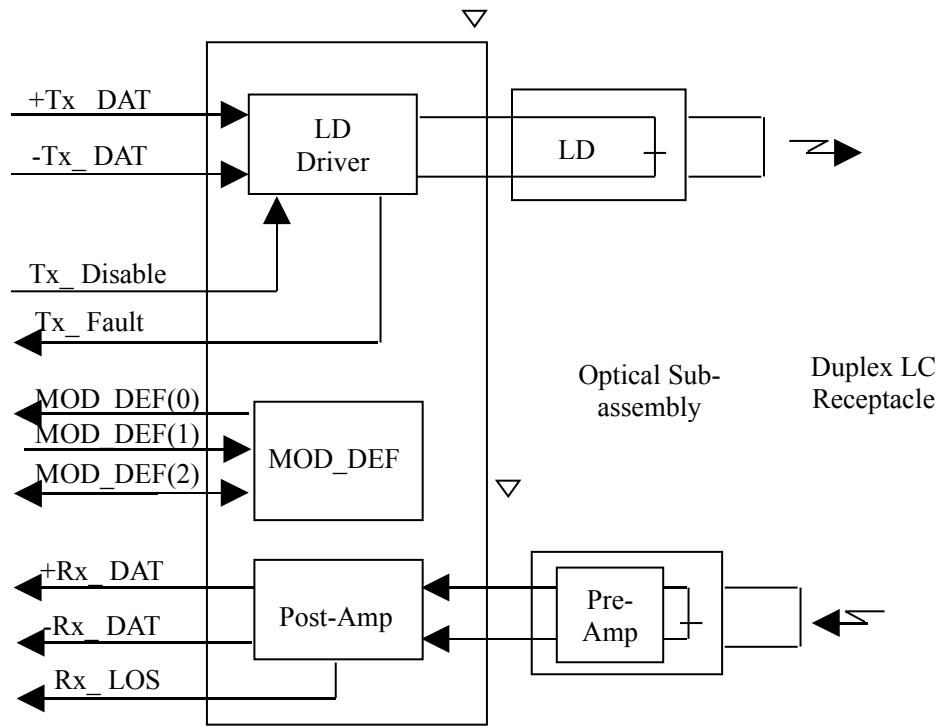 +Tx_ DAT
LD
Driver
LD
-Tx_ DAT
Tx_ Disable
Tx_ Fault
Optical Sub-
assembly
Duplex LC
Receptacle
MOD_DEF(0)
MOD_DEF(1)
MOD_DEF(2)
MOD_DEF
+Rx_ DAT
-Rx_ DAT
Rx_ LOS
Post-Amp
Pre-
Amp